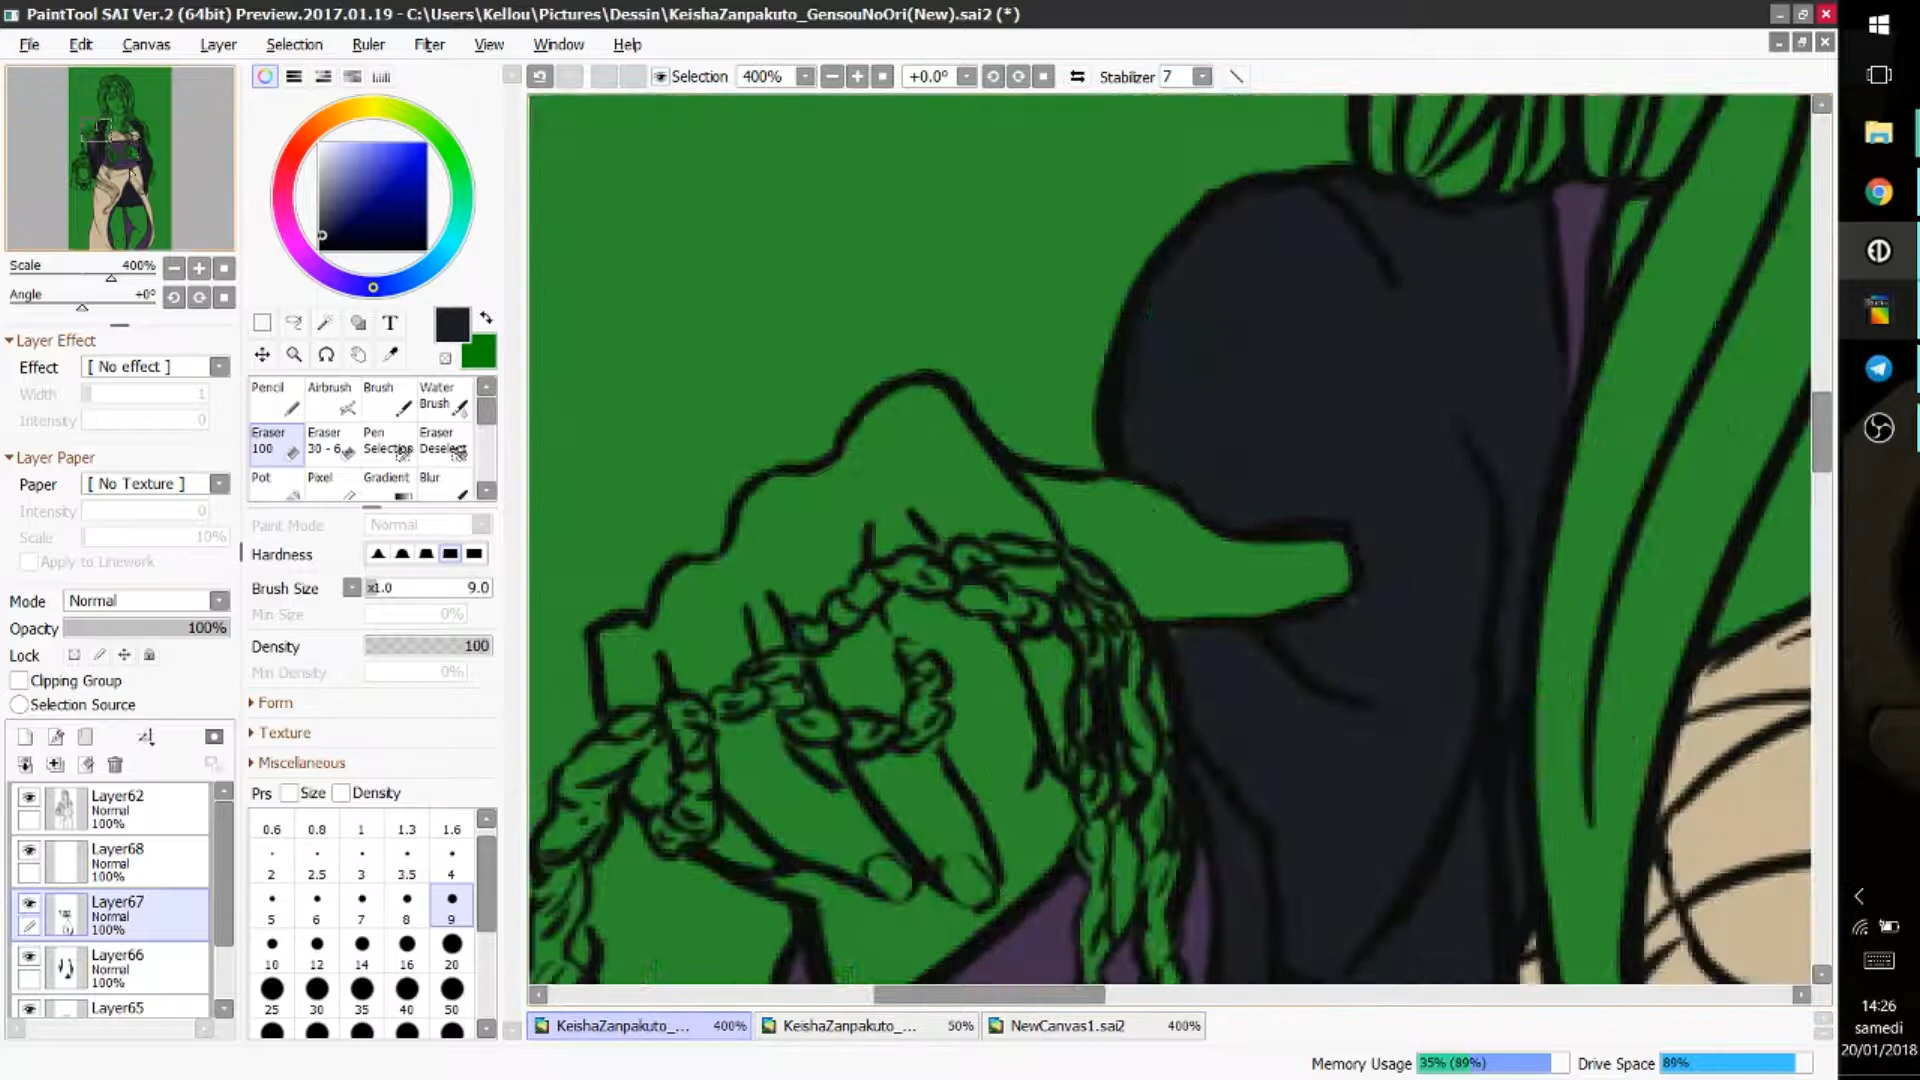 PaintTool SAI Ver.2 (64bit) Preview.2017.01.19 - C:\Users\Kellou\Pictures\Dessin\KeishaZanpakuto_GensouNoOri(New).sai2 (*)
File Edit Canvas Layer Selection Ruler Filter View Window Help
Selection 400% +0.0° Stabilizer 7
Scale 400%
Angle +0°
Layer Effect
Effect [ No effect ]
Width 1
Intensity 0
Layer Paper
Paper [ No Texture ]
Intensity 0
Scale 10%
Apply to Linework
Mode Normal
Opacity 100%
Lock
Clipping Group
Selection Source
Layer62
Normal
100%
Layer68
Normal
100%
Layer67
Normal
100%
Layer66
Normal
100%
Layer65
T
Pencil Airbrush Brush Water
Brush
Eraser Eraser Pen Eraser
100 30 - 6 Selection Deselect
Pot Pixel Gradient Blur
Paint Mode Normal
Hardness
Brush Size x1.0 9.0
Min Size 0%
Density 100
Min Density 0%
Form
Texture
Miscellaneous
Prs Size Density
0.6 0.8 1 1.3 1.6
2 2.5 3 3.5 4
5 6 7 8 9
10 12 14 16 20
25 30 35 40 50
KeishaZanpakuto_... 400% KeishaZanpakuto_... 50% NewCanvas1.sai2 400%
Memory Usage 35% (89%) Drive Space 89%
14:26
samedi
20/01/2018